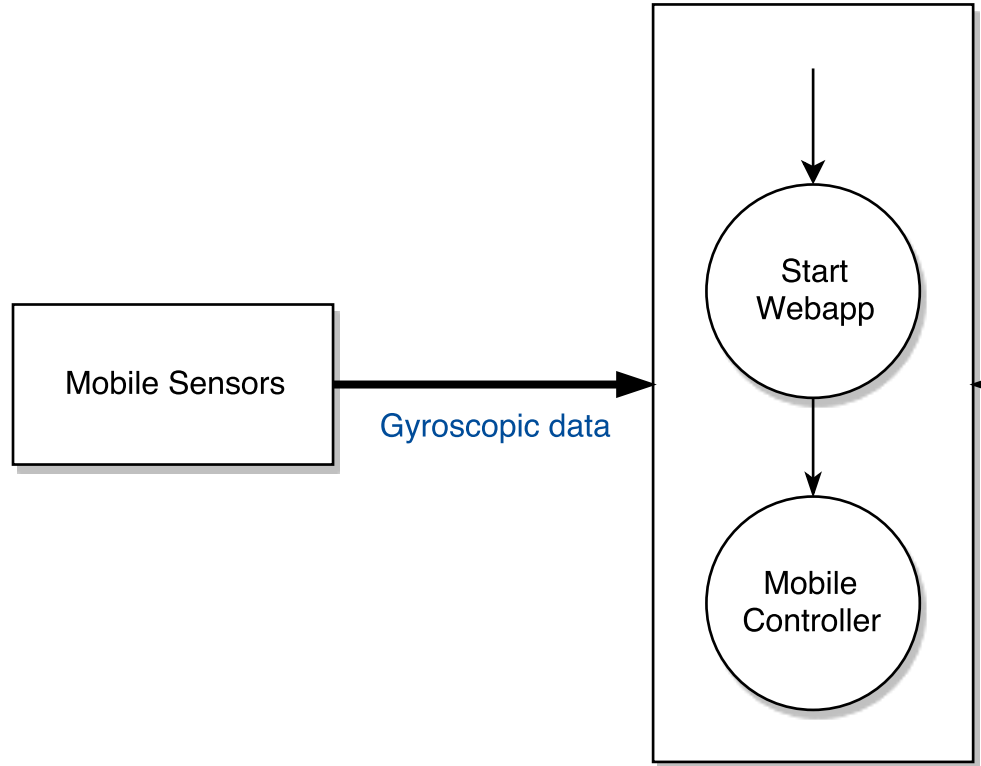 Start
Webapp
Mobile Sensors
Gyroscopic data
Mobile
Controller